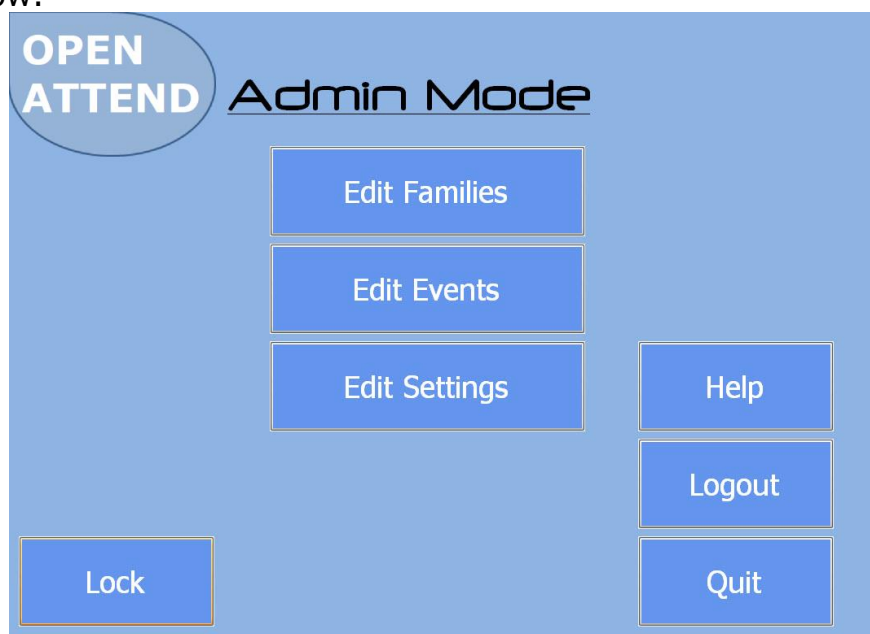 OPEN
ATTEND
Admin Mode
Edit Families
Edit Events
Edit Settings
Help
Logout
Lock
Quit